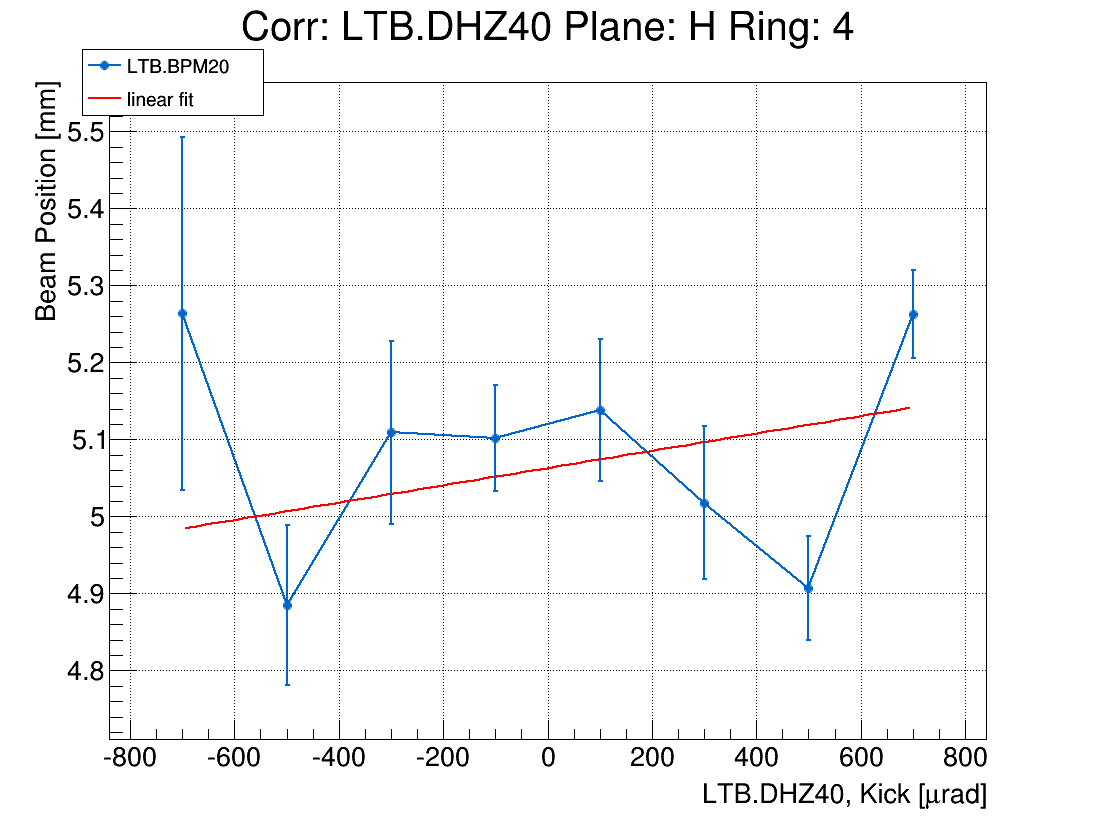 Corr: LTB.DHZ40 Plane: H Ring: 4
LTB.BPM20
linear fit
Beam Position [mm]
5.5
5.4
5.3
5.2
5.1
5
4.9
4.8
-800 -600 -400 -200 0 200 400 600 800
LTB.DHZ40, Kick [μrad]